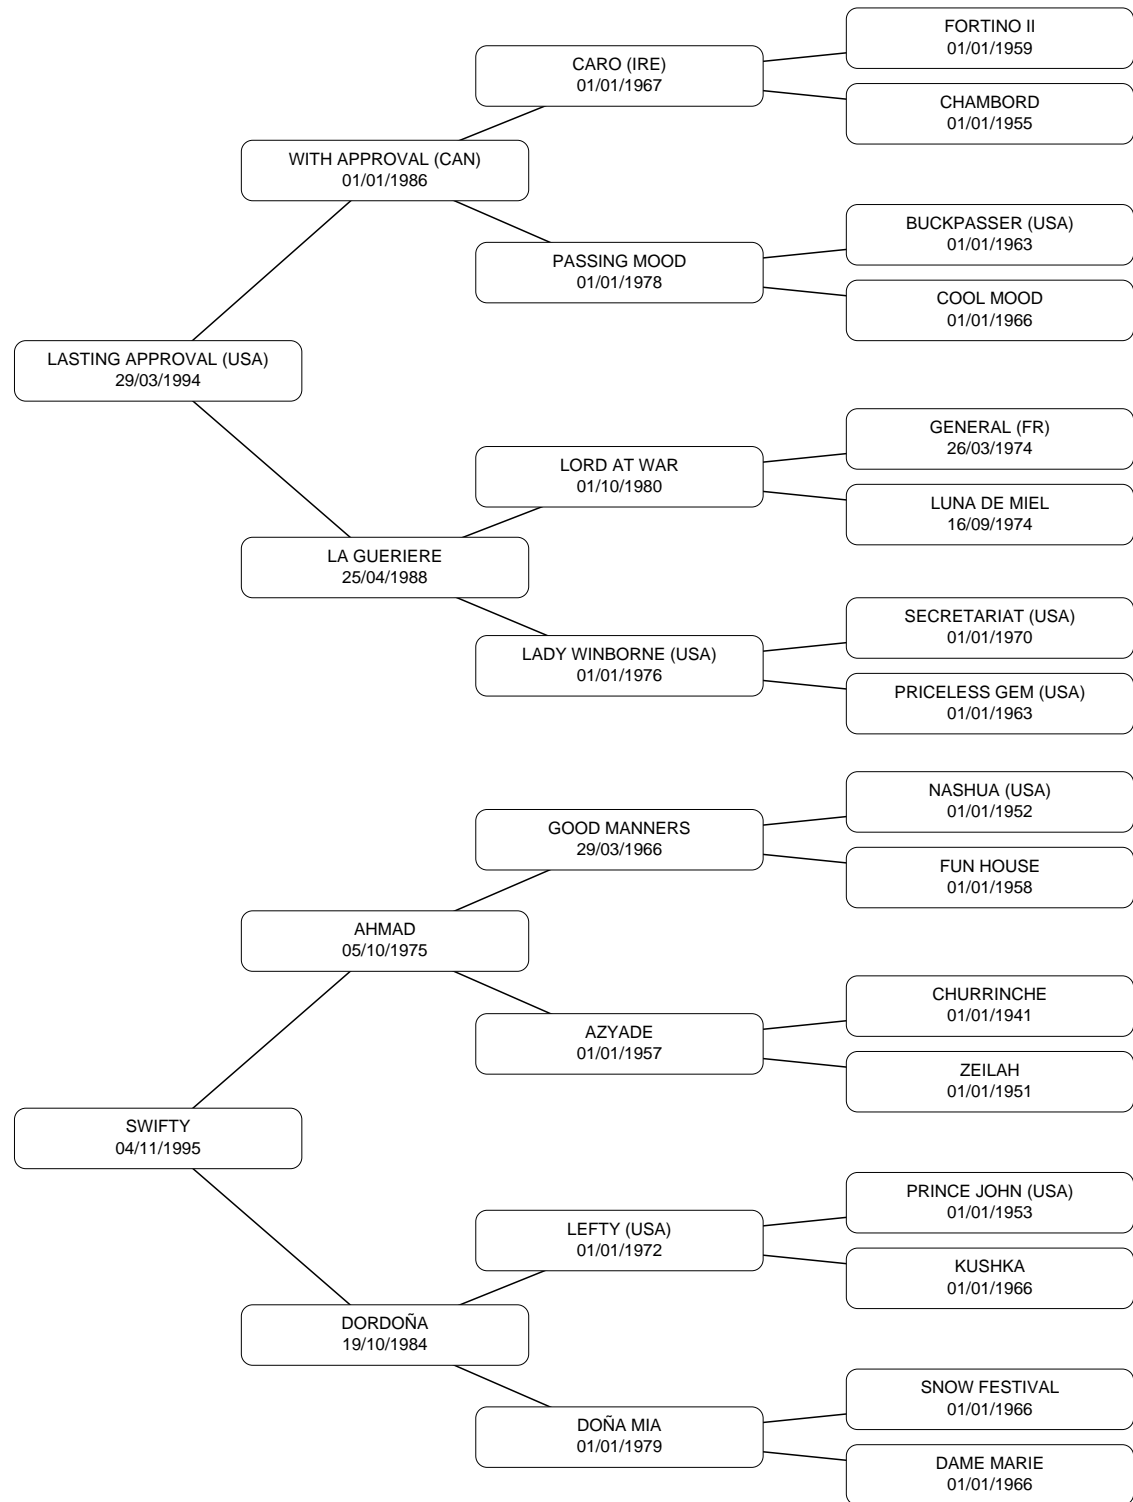 FORTINO II
01/01/1959
CARO (IRE)
01/01/1967
CHAMBORD
01/01/1955
WITH APPROVAL (CAN)
01/01/1986
BUCKPASSER (USA)
01/01/1963
PASSING MOOD
01/01/1978
COOL MOOD
01/01/1966
LASTING APPROVAL (USA)
29/03/1994
GENERAL (FR)
26/03/1974
LORD AT WAR
01/10/1980
LUNA DE MIEL
16/09/1974
LA GUERIERE
25/04/1988
SECRETARIAT (USA)
01/01/1970
LADY WINBORNE (USA)
01/01/1976
PRICELESS GEM (USA)
01/01/1963
NASHUA (USA)
01/01/1952
GOOD MANNERS
29/03/1966
FUN HOUSE
01/01/1958
AHMAD
05/10/1975
CHURRINCHE
01/01/1941
AZYADE
01/01/1957
ZEILAH
01/01/1951
SWIFTY
04/11/1995
PRINCE JOHN (USA)
01/01/1953
LEFTY (USA)
01/01/1972
KUSHKA
01/01/1966
DORDOÑA
19/10/1984
SNOW FESTIVAL
01/01/1966
DOÑA MIA
01/01/1979
DAME MARIE
01/01/1966